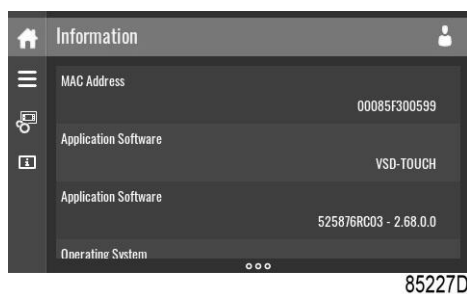 Information
MAC Address
00085F300599
Application Software
VSD-TOUCH
Application Software
525876RC03 - 2.68.0.0
Operating System
85227D